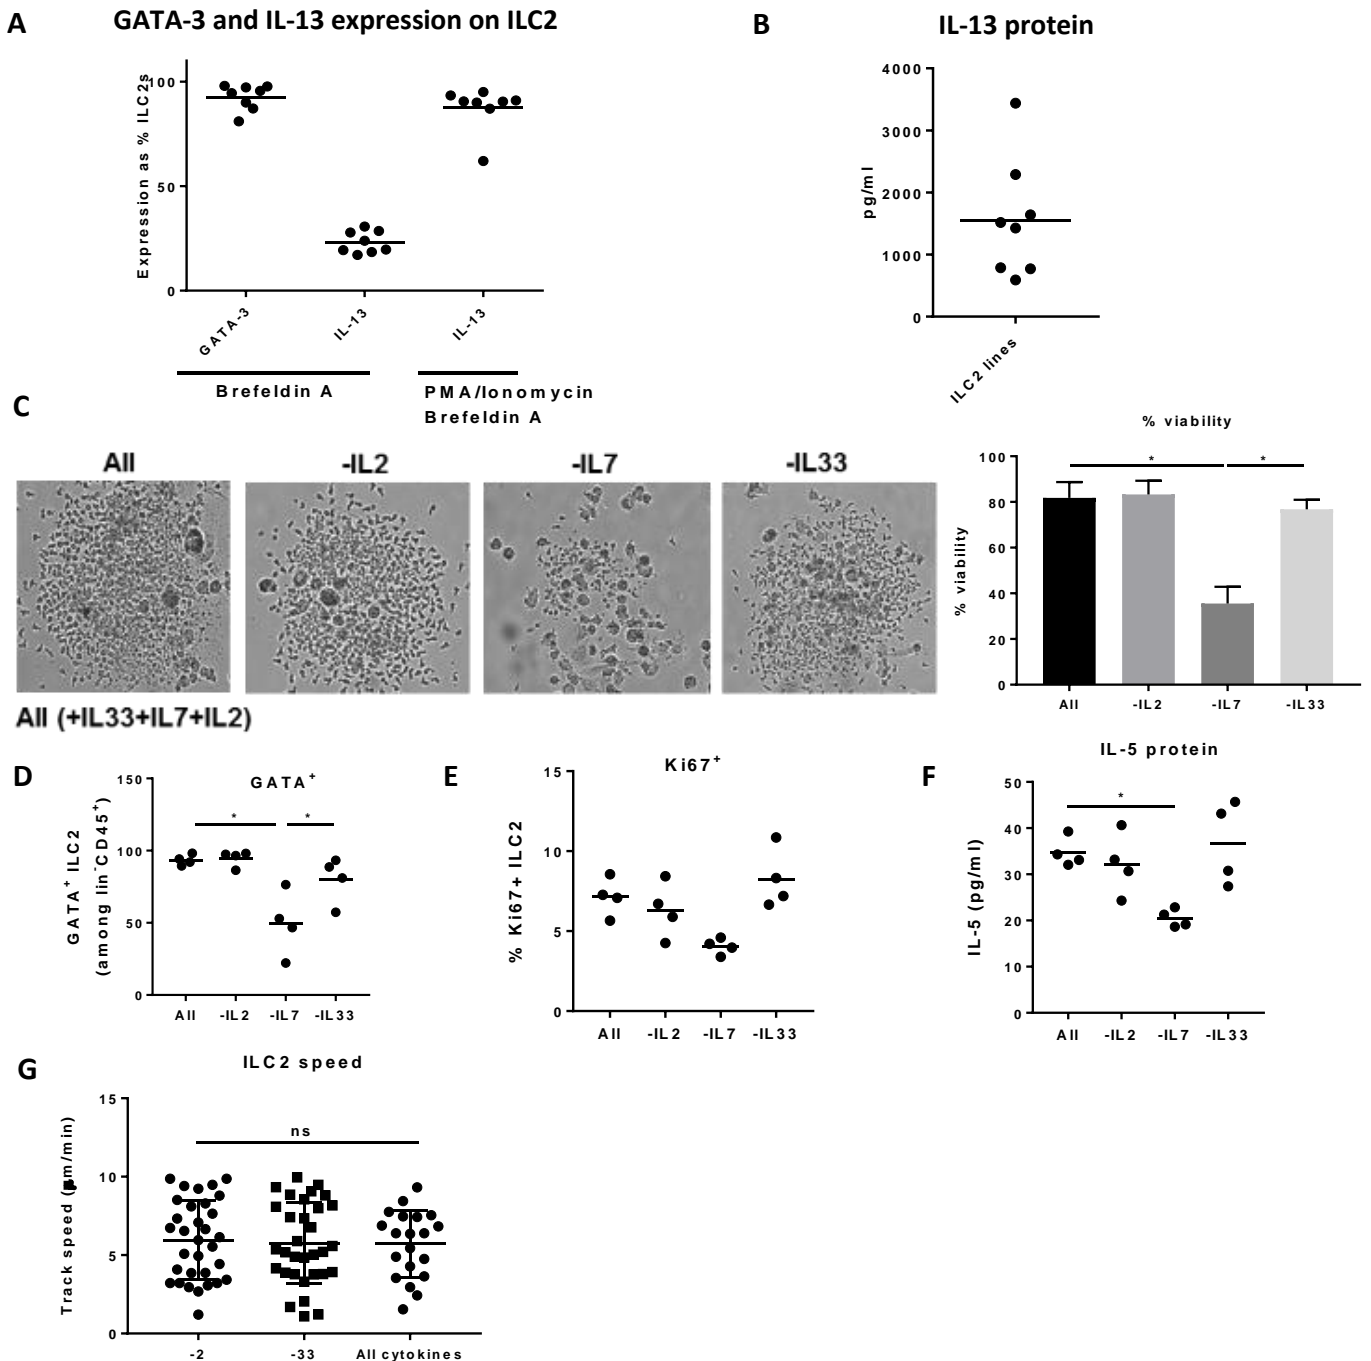 A
GATA-3 and IL-13 expression on ILC2
Expression as % ILC2s
100
50
0
GATA-3
IL-13
IL-13
Brefeldin A
PMA/Ionomycin
Brefeldin A
B
IL-13 protein
pg/ml
4000
3000
2000
1000
0
ILC2 lines
C
All
-IL2
-IL7
-IL33
All (+IL33+IL7+IL2)
% viability
% viability
100
80
60
40
20
0
*
*
All
-IL2
-IL7
-IL33
D
GATA+
GATA+ ILC2
(among lin-CD45+)
150
100
50
0
*
*
All
-IL2
-IL7
-IL33
E
Ki67+
% Ki67+ ILC2
15
10
5
0
All
-IL2
-IL7
-IL33
F
IL-5 protein
IL-5 (pg/ml)
50
40
30
20
10
0
*
All
-IL2
-IL7
-IL33
G
ILC2 speed
Track speed (μm/min)
15
10
5
0
ns
-2
-33
All cytokines